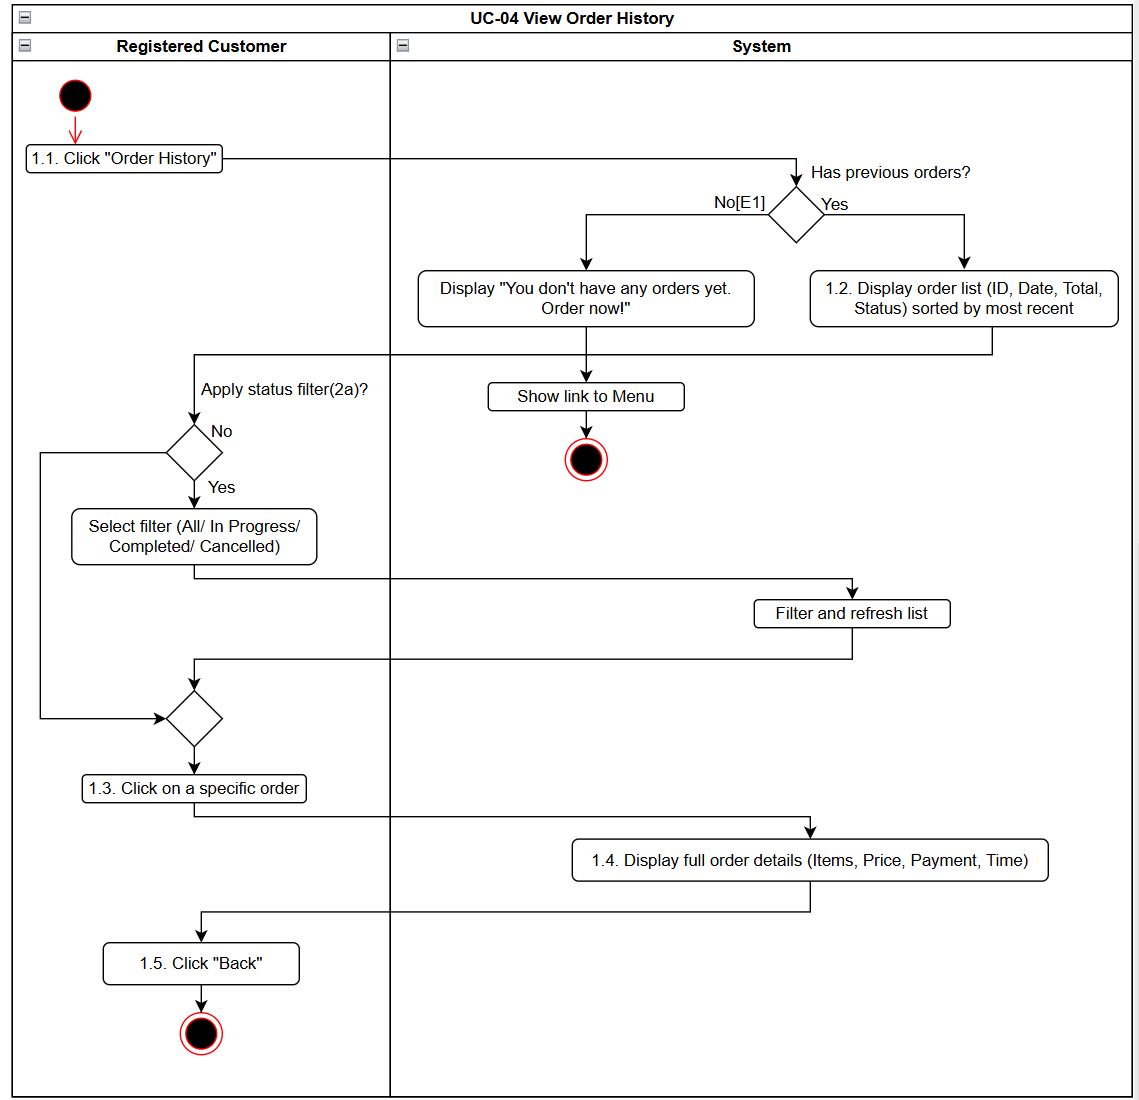 UC-04 View Order History
Registered Customer
System
1.1. Click "Order History"
Has previous orders?
No[E1]
Yes
Display "You don't have any orders yet.
Order now!"
1.2. Display order list (ID, Date, Total,
Status) sorted by most recent
Apply status filter(2a)?
Show link to Menu
No
Yes
Select filter (All/ In Progress/
Completed/ Cancelled)
Filter and refresh list
1.3. Click on a specific order
1.4. Display full order details (Items, Price, Payment, Time)
1.5. Click "Back"